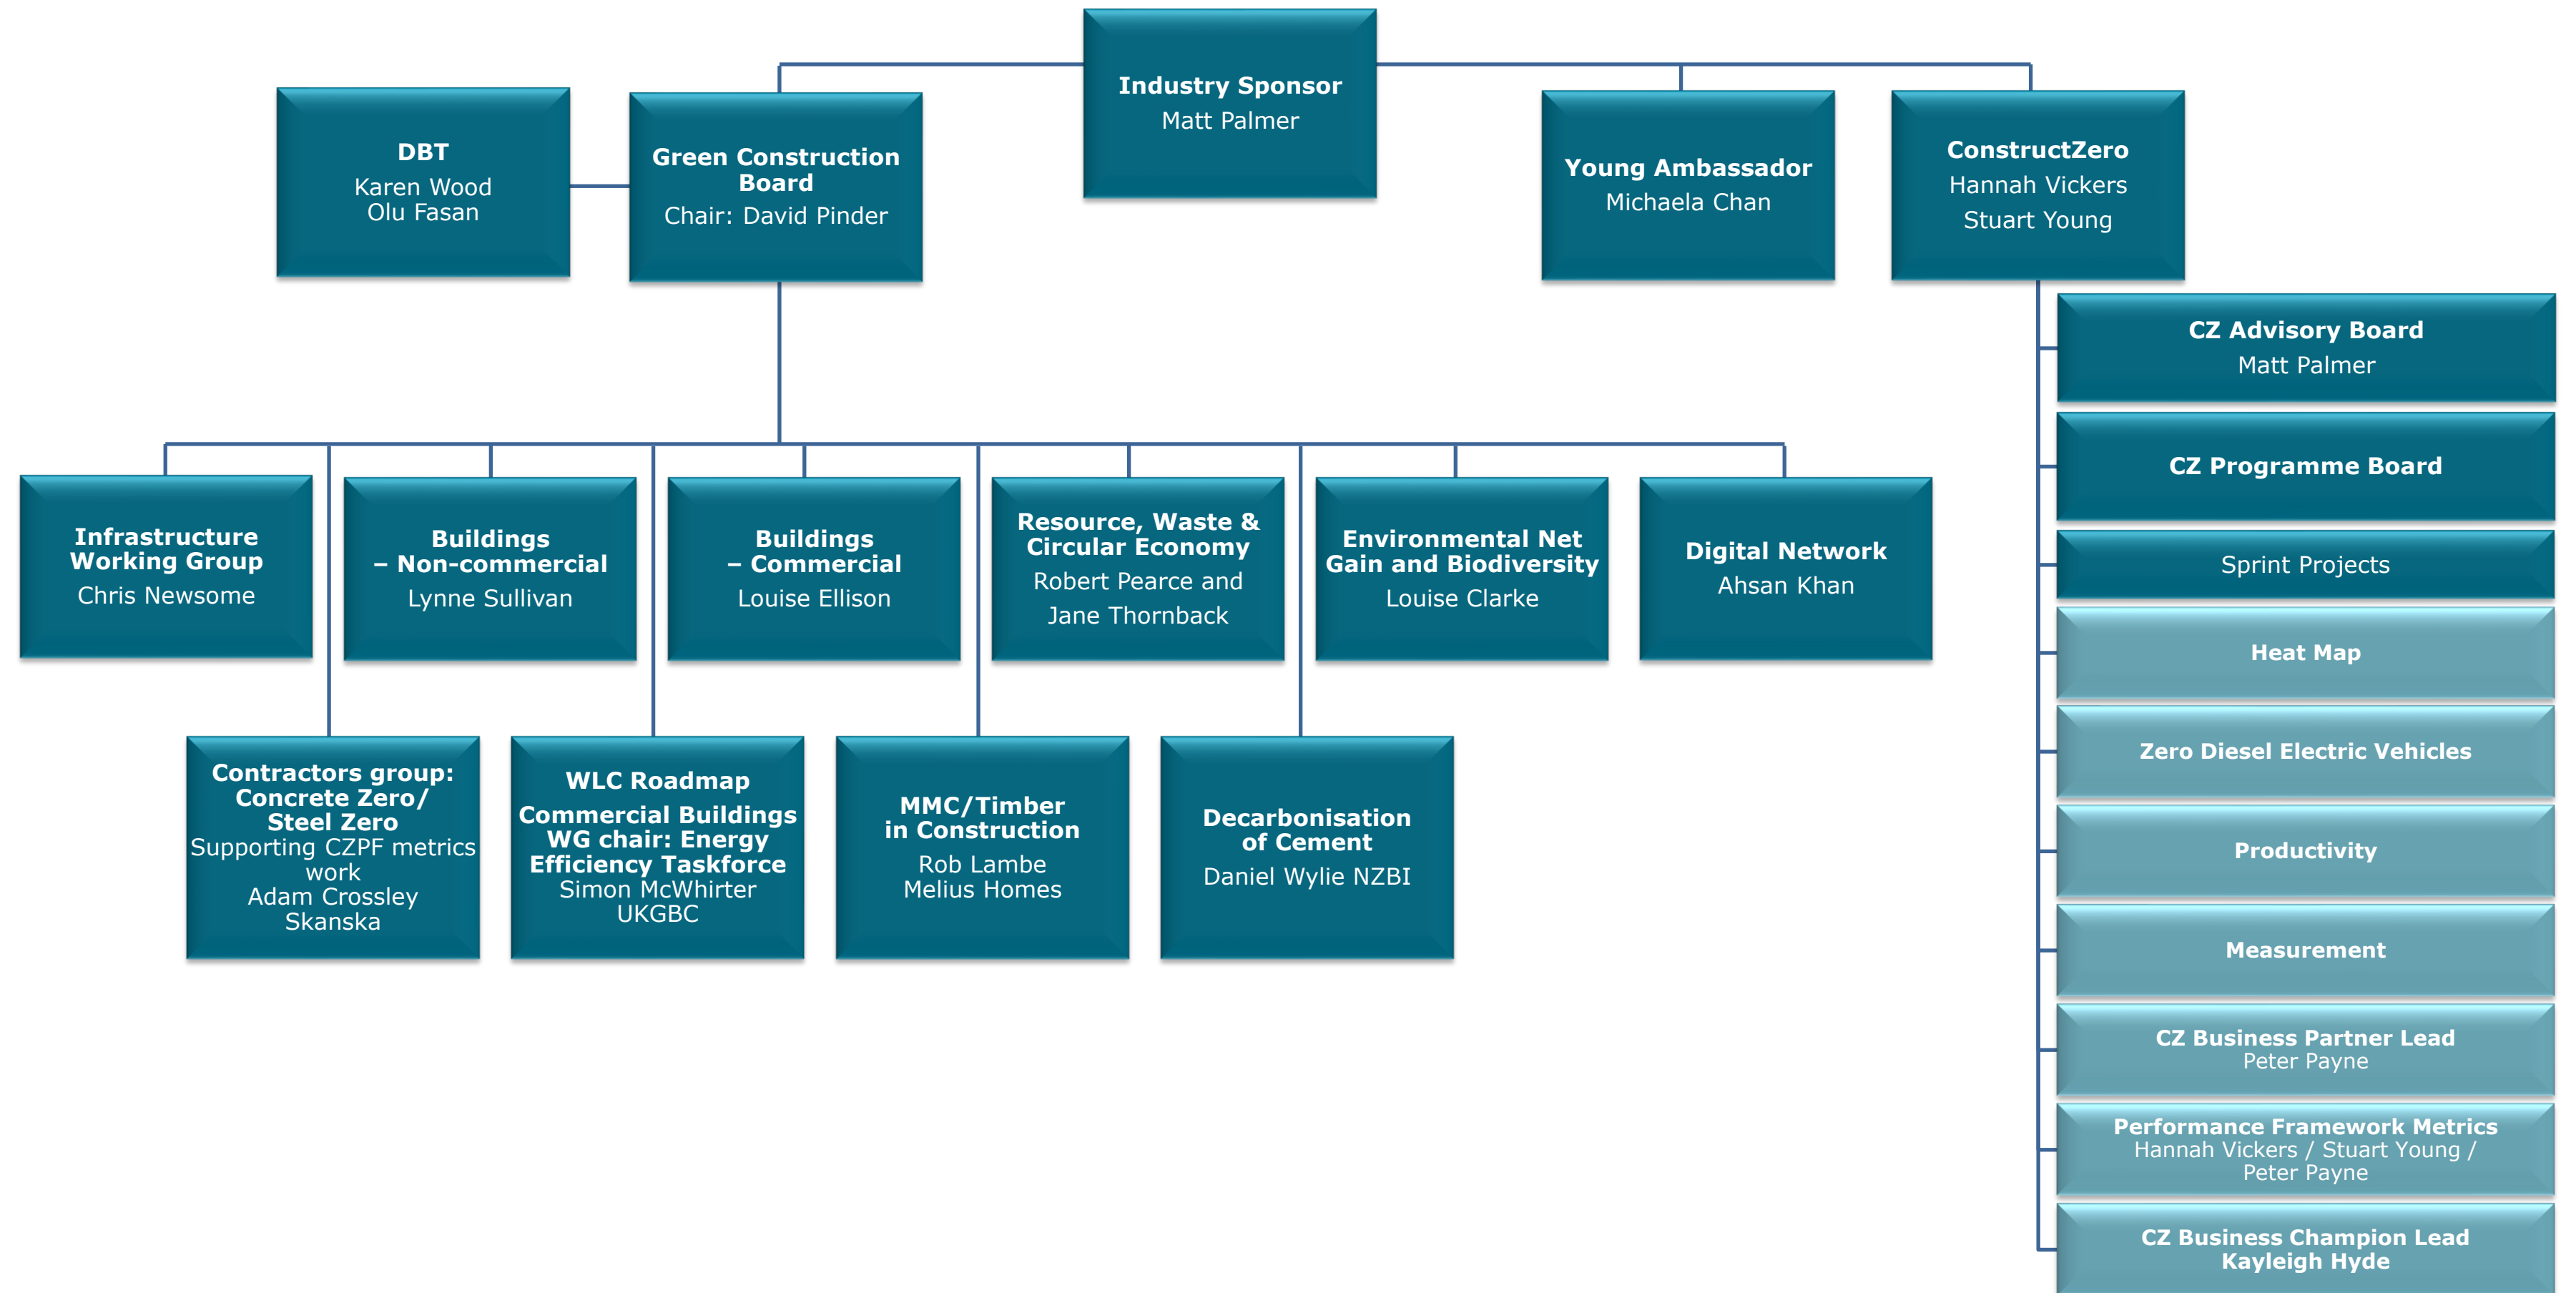 Industry Sponsor
Matt Palmer
DBT
Karen Wood
Olu Fasan
Green Construction
Board
Chair: David Pinder
Young Ambassador
Michaela Chan
ConstructZero
Hannah Vickers
Stuart Young
CZ Advisory Board
Matt Palmer
CZ Programme Board
Sprint Projects
Heat Map
Zero Diesel Electric Vehicles
Productivity
Measurement
CZ Business Partner Lead
Peter Payne
Performance Framework Metrics
Hannah Vickers / Stuart Young /
Peter Payne
CZ Business Champion Lead
Kayleigh Hyde
Infrastructure
Working Group
Chris Newsome
Buildings
– Non-commercial
Lynne Sullivan
Buildings
– Commercial
Louise Ellison
Resource, Waste &
Circular Economy
Robert Pearce and
Jane Thornback
Environmental Net
Gain and Biodiversity
Louise Clarke
Digital Network
Ahsan Khan
Contractors group:
Concrete Zero/
Steel Zero
Supporting CZPF metrics
work
Adam Crossley
Skanska
WLC Roadmap
Commercial Buildings
WG chair: Energy
Efficiency Taskforce
Simon McWhirter
UKGBC
MMC/Timber
in Construction
Rob Lambe
Melius Homes
Decarbonisation
of Cement
Daniel Wylie NZBI